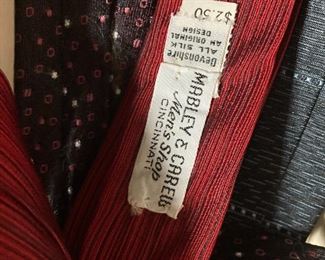 $2.50
Devonshire
ALL SILK
AN ORIGINAL
DESIGN
MABLEY & CAREW
Men's Shop
CINCINNATI